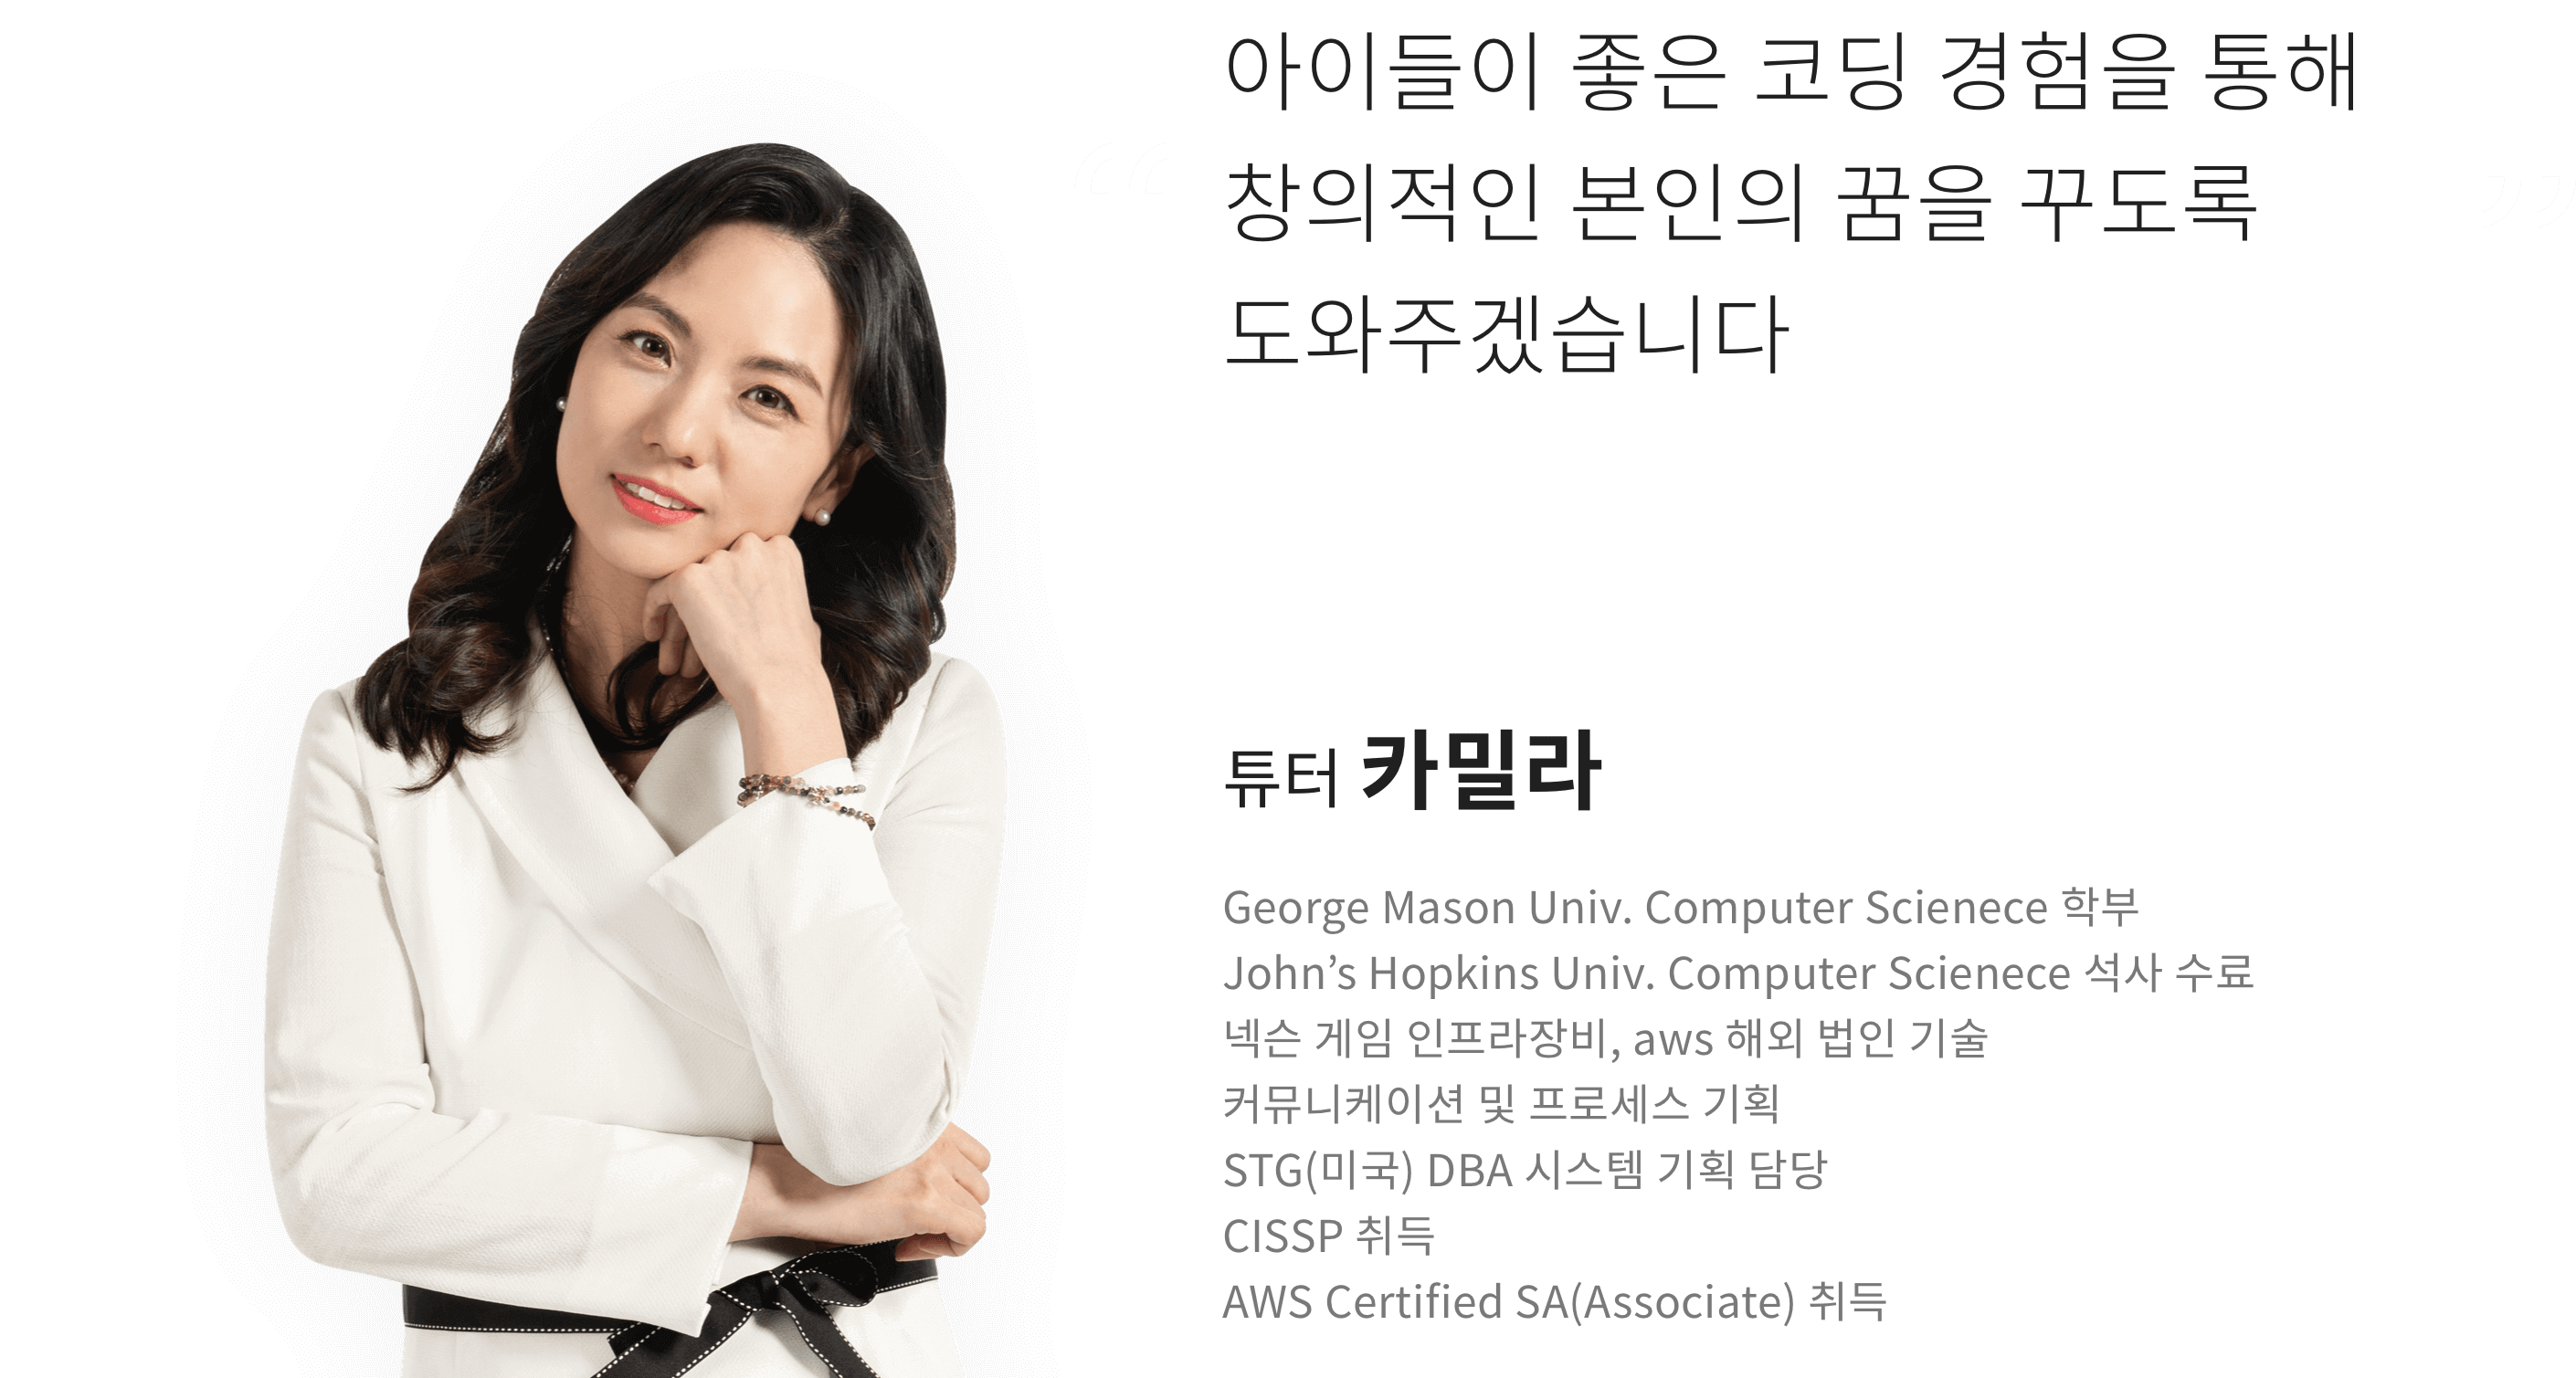 아이들이 좋은 코딩 경험을 통해
창의적인 본인의 꿈을 꾸도록
도와주겠습니다
튜터 카밀라
George Mason Univ. Computer Scienece 학부
John’s Hopkins Univ. Computer Scienece 석사 수료
넥슨 게임 인프라장비, aws 해외 법인 기술
커뮤니케이션 및 프로세스 기획
STG(미국) DBA 시스템 기획 담당
CISSP 취득
AWS Certified SA(Associate) 취득